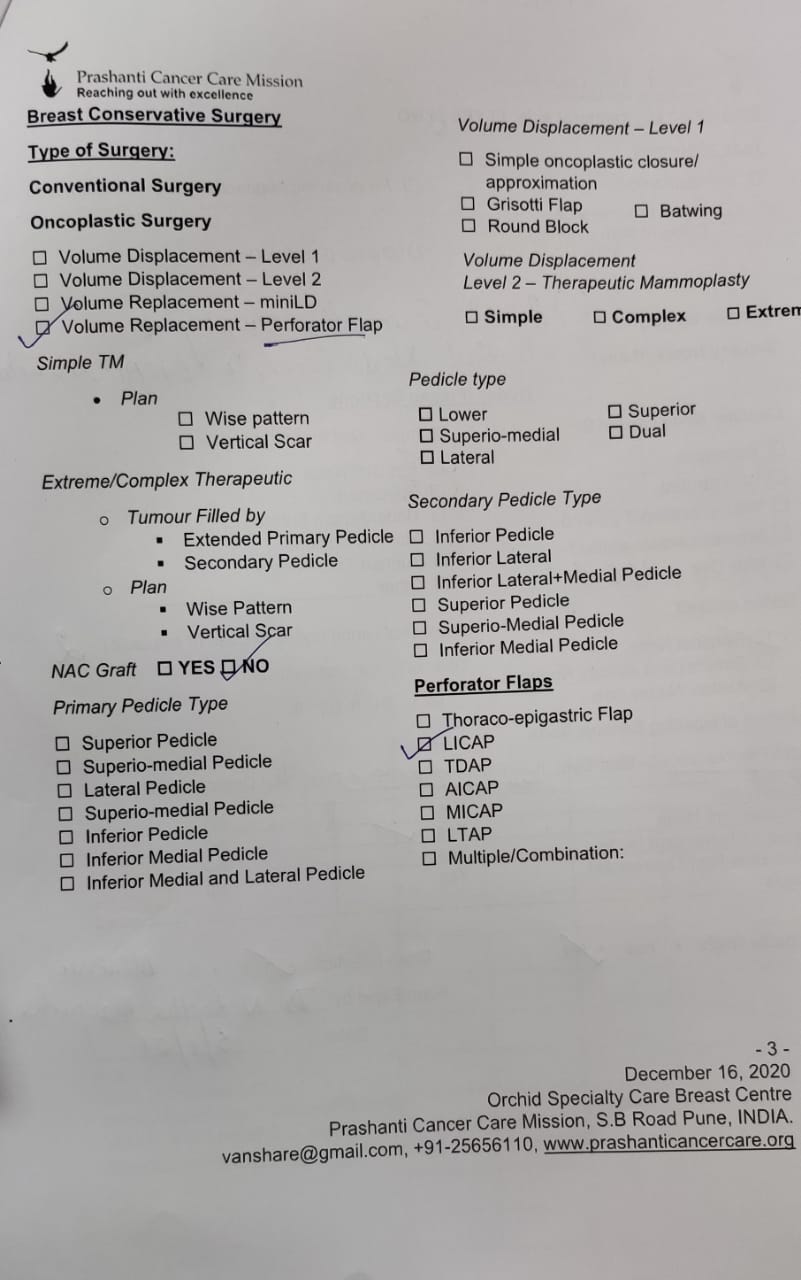 Prashanti Cancer Care Mission
Reaching out with excellence
Breast Conservative Surgery
Type of Surgery:
Conventional Surgery
Oncoplastic Surgery
☐ Volume Displacement – Level 1
☐ Volume Displacement – Level 2
☐ Volume Replacement – miniLD
☑ Volume Replacement – Perforator Flap
Simple TM
• Plan
☐ Wise pattern
☐ Vertical Scar
Extreme/Complex Therapeutic
o Tumour Filled by
▪ Extended Primary Pedicle
▪ Secondary Pedicle
o Plan
▪ Wise Pattern
▪ Vertical Scar
NAC Graft ☐ YES ☑ NO
Primary Pedicle Type
☐ Superior Pedicle
☐ Superio-medial Pedicle
☐ Lateral Pedicle
☐ Superio-medial Pedicle
☐ Inferior Pedicle
☐ Inferior Medial Pedicle
☐ Inferior Medial and Lateral Pedicle
Volume Displacement – Level 1
☐ Simple oncoplastic closure/
approximation
☐ Grisotti Flap ☐ Batwing
☐ Round Block
Volume Displacement
Level 2 – Therapeutic Mammoplasty
☐ Simple ☐ Complex ☐ Extrem
Pedicle type
☐ Lower ☐ Superior
☐ Superio-medial ☐ Dual
☐ Lateral
Secondary Pedicle Type
☐ Inferior Pedicle
☐ Inferior Lateral
☐ Inferior Lateral+Medial Pedicle
☐ Superior Pedicle
☐ Superio-Medial Pedicle
☐ Inferior Medial Pedicle
Perforator Flaps
☐ Thoraco-epigastric Flap
☑ LICAP
☐ TDAP
☐ AICAP
☐ MICAP
☐ LTAP
☐ Multiple/Combination:
- 3 -
December 16, 2020
Orchid Specialty Care Breast Centre
Prashanti Cancer Care Mission, S.B Road Pune, INDIA.
vanshare@gmail.com, +91-25656110, www.prashanticancercare.org